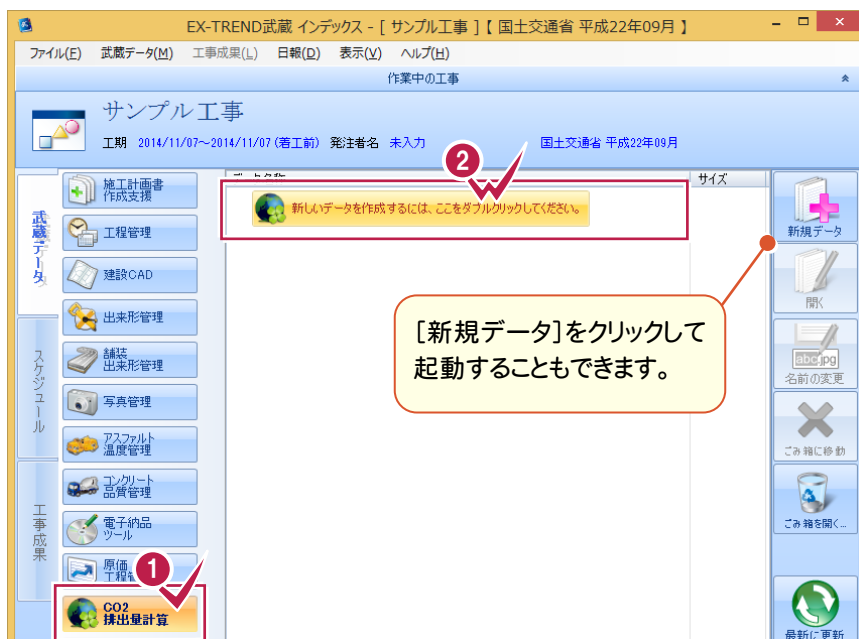 EX-TREND武蔵 インデックス - [ サンプル工事 ] 【 国土交通省 平成22年09月 】
ファイル(F) 武蔵データ(M) 工事成果(L) 日報(D) 表示(V) ヘルプ(H)
作業中の工事
サンプル工事
工期 2014/11/07～2014/11/07 (着工前) 発注者名 未入力 国土交通省 平成22年09月
2
サイズ
武蔵データ
スケジュール
工事成果
施工計画書
作成支援
工程管理
建設CAD
出来形管理
舗装
出来形管理
写真管理
アスファルト
温度管理
コンクリート
品質管理
電子納品
ツール
原価
1
CO2
排出量計算
新しいデータを作成するには、ここをダブルクリックしてください。
[新規データ]をクリックして
起動することもできます。
新規データ
開く
abc.jpg
名前の変更
ごみ箱に移動
ごみ箱を開く...
最新に更新